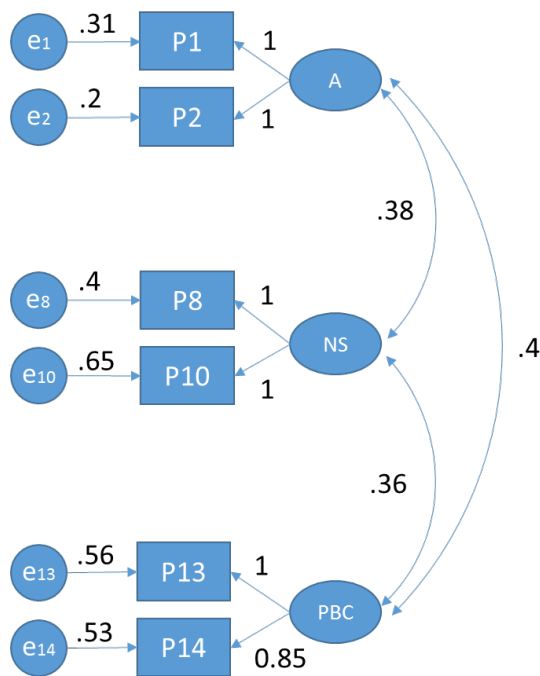 e1 .31 P1 1
A
e2 .2 P2 1
.38
e8 .4 P8 1
NS
.4
e10 .65 P10 1
.36
e13 .56 P13 1
PBC
e14 .53 P14 0.85